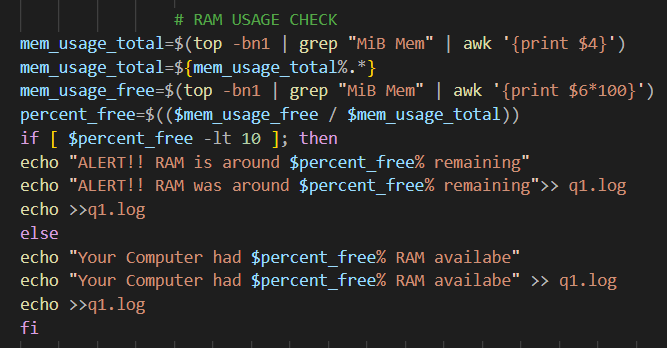 # RAM USAGE CHECK
mem_usage_total=$(top -bn1 | grep "MiB Mem" | awk '{print $4}')
mem_usage_total=${mem_usage_total%.*}
mem_usage_free=$(top -bn1 | grep "MiB Mem" | awk '{print $6*100}')
percent_free=$(($mem_usage_free / $mem_usage_total))
if [ $percent_free -lt 10 ]; then
echo "ALERT!! RAM is around $percent_free% remaining"
echo "ALERT!! RAM was around $percent_free% remaining">> q1.log
echo >>q1.log
else
echo "Your Computer had $percent_free% RAM availabe"
echo "Your Computer had $percent_free% RAM availabe" >> q1.log
echo >>q1.log
fi